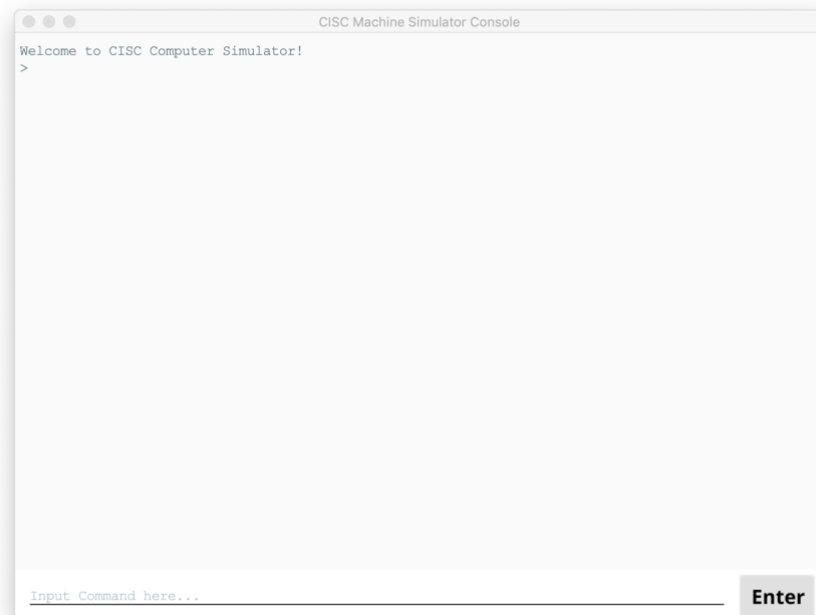 CISC Machine Simulator Console
Welcome to CISC Computer Simulator!
>
Input Command here...
Enter